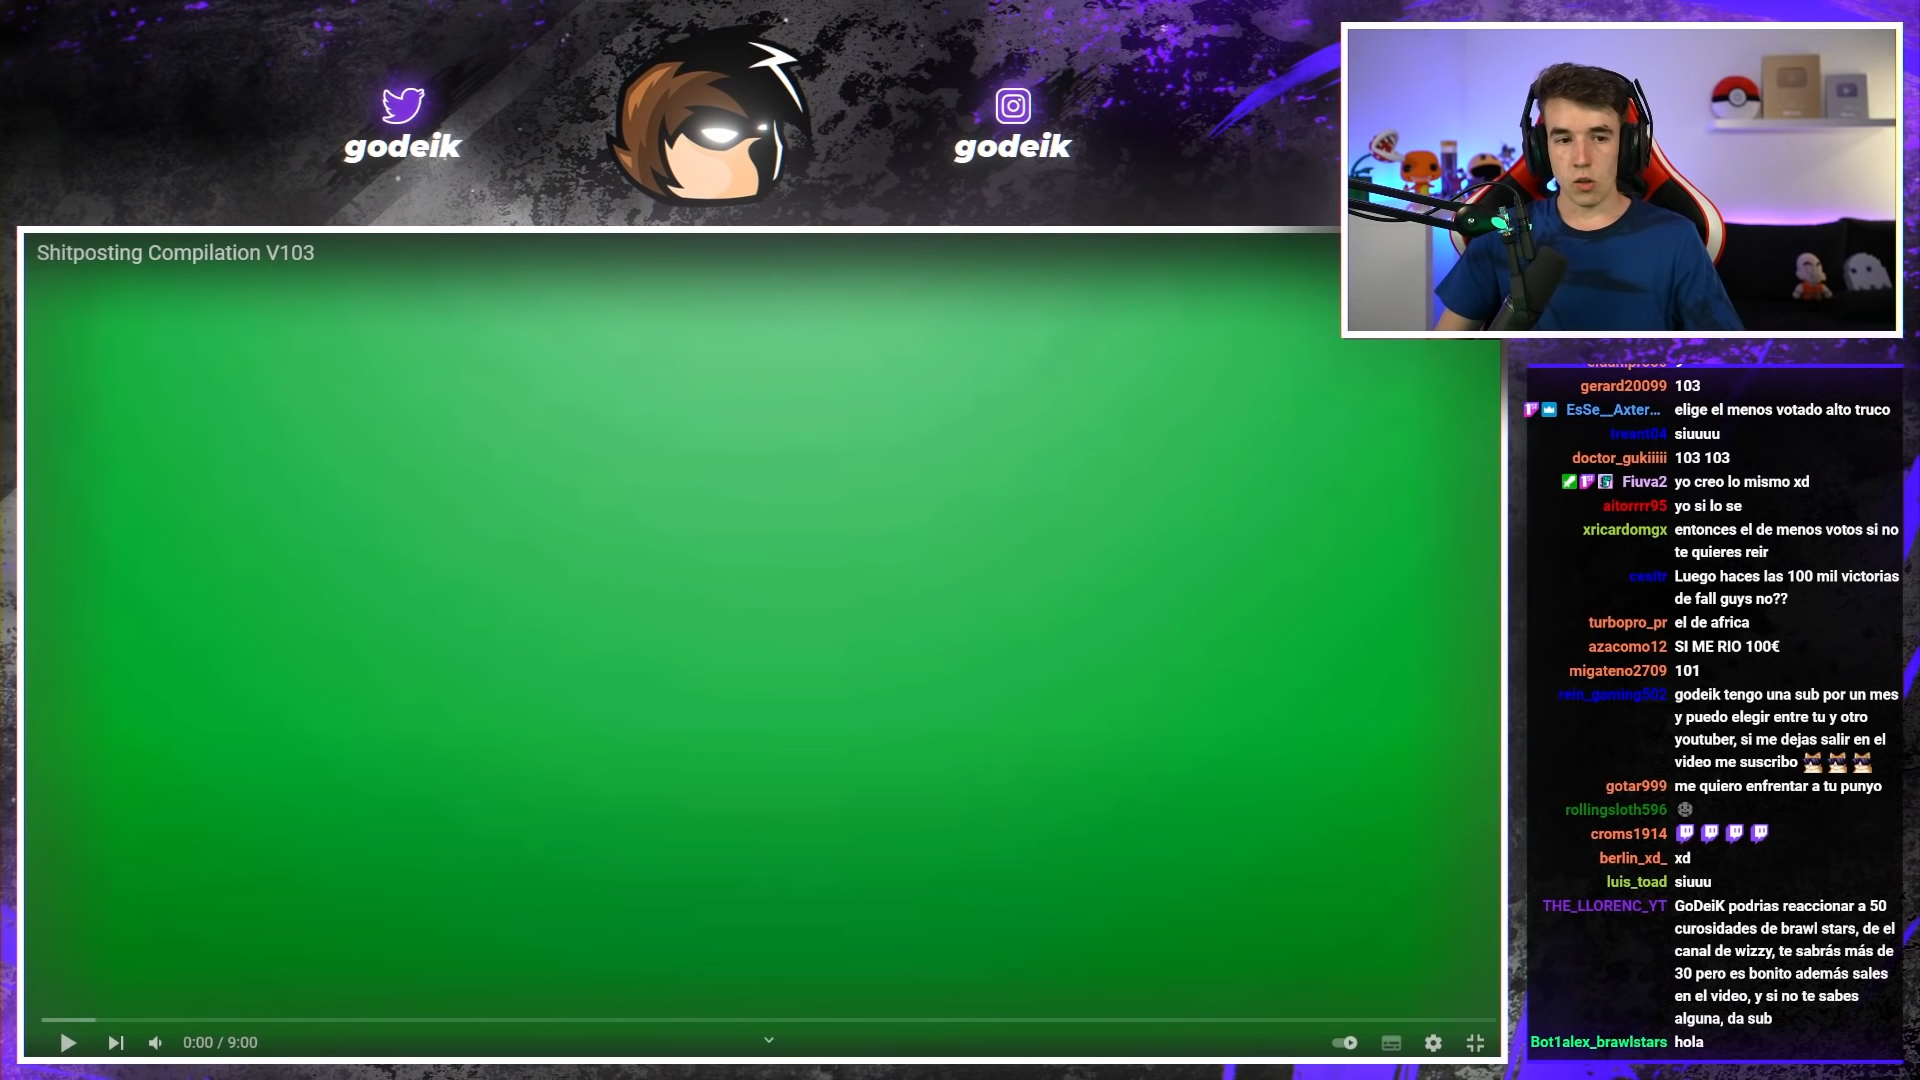 godeik
godeik
Shitposting Compilation V103
0:00 / 9:00
gerard20099 103
EsSe__Axter... elige el menos votado alto truco
siuuuu
doctor_gukiiiii 103 103
Fiuva2 yo creo lo mismo xd
aitorrrr95 yo si lo se
xricardomgx entonces el de menos votos si no
te quieres reir
cesitr Luego haces las 100 mil victorias
de fall guys no??
turbopro_pr el de africa
azacomo12 SI ME RIO 100€
migateno2709 101
rein_gaming502 godeik tengo una sub por un mes
y puedo elegir entre tu y otro
youtuber, si me dejas salir en el
video me suscribo
gotar999 me quiero enfrentar a tu punyo
rollingsloth596
croms1914
berlin_xd_ xd
luis_toad siuuu
THE_LLORENC_YT GoDeiK podrias reaccionar a 50
curosidades de brawl stars, de el
canal de wizzy, te sabrás más de
30 pero es bonito además sales
en el video, y si no te sabes
alguna, da sub
Bot1alex_brawlstars hola